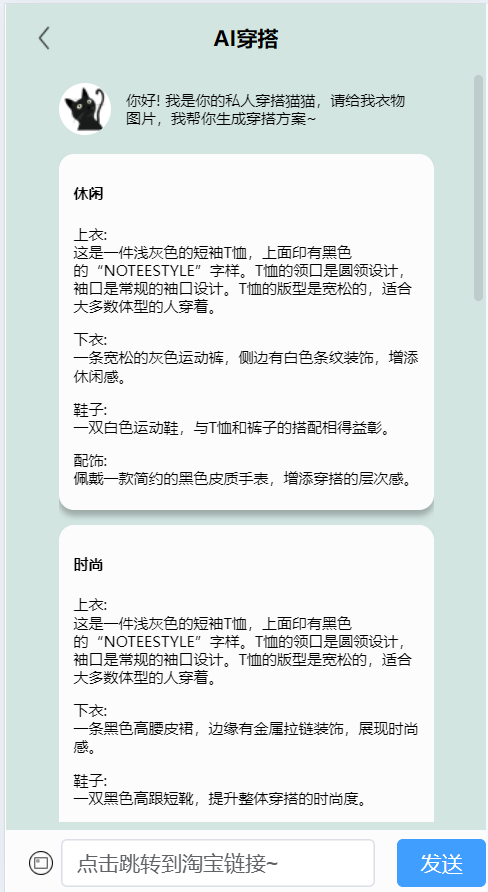 AI穿搭
你好! 我是你的私人穿搭猫猫，请给我衣物
图片，我帮你生成穿搭方案~
休闲
上衣:
这是一件浅灰色的短袖T恤，上面印有黑色
的“NOTEESTYLE”字样。T恤的领口是圆领设计，
袖口是常规的袖口设计。T恤的版型是宽松的，适合
大多数体型的人穿着。
下衣:
一条宽松的灰色运动裤，侧边有白色条纹装饰，增添
休闲感。
鞋子:
一双白色运动鞋，与T恤和裤子的搭配相得益彰。
配饰:
佩戴一款简约的黑色皮质手表，增添穿搭的层次感。
时尚
上衣:
这是一件浅灰色的短袖T恤，上面印有黑色
的“NOTEESTYLE”字样。T恤的领口是圆领设计，
袖口是常规的袖口设计。T恤的版型是宽松的，适合
大多数体型的人穿着。
下衣:
一条黑色高腰皮裙，边缘有金属拉链装饰，展现时尚
感。
鞋子:
一双黑色高跟短靴，提升整体穿搭的时尚度。
点击跳转到淘宝链接~
发送